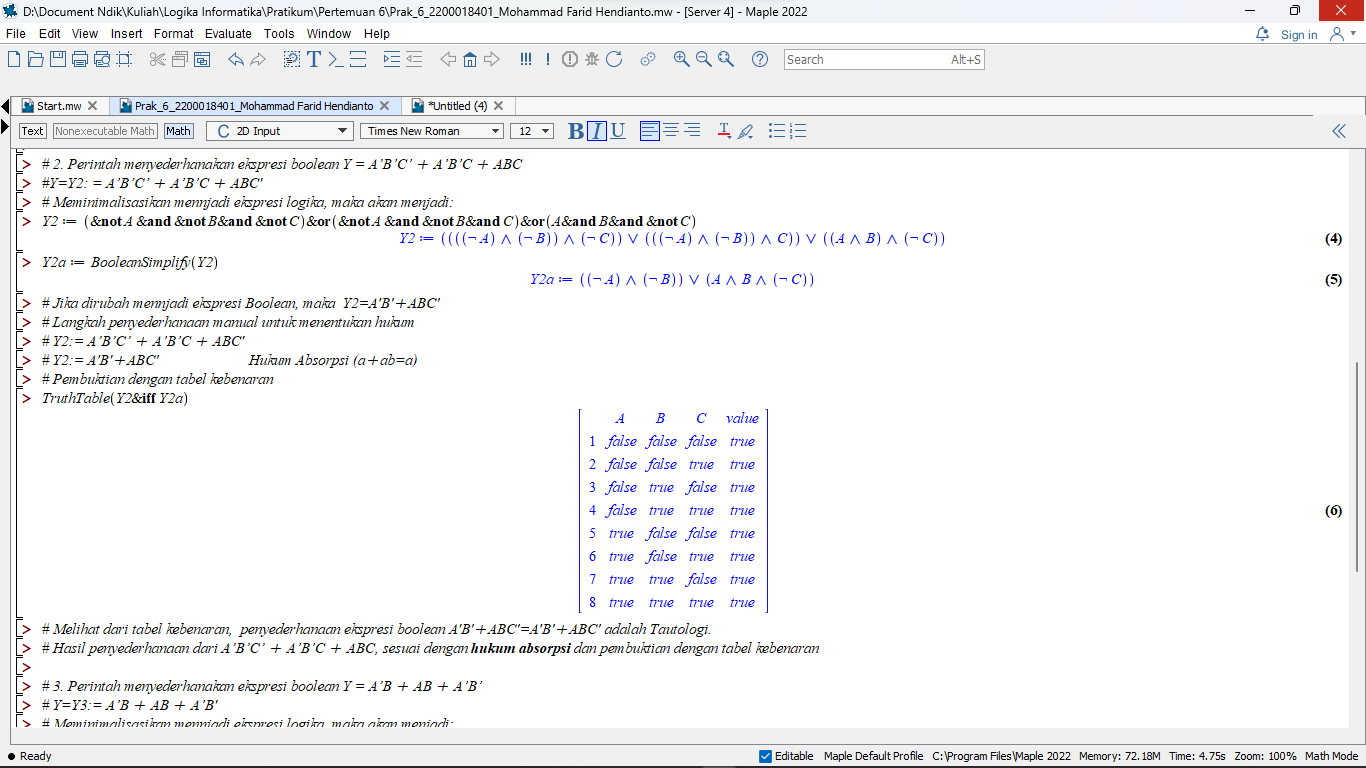 D:\Document Ndik\Kuliah\Logika Informatika\Pratikum\Pertemuan 6\Prak_6_2200018401_Mohammad Farid Hendianto.mw - [Server 4] - Maple 2022
File Edit View Insert Format Evaluate Tools Window Help
Sign in
Search Alt+S
Start.mw Prak_6_2200018401_Mohammad Farid Hendianto *Untitled (4)
Text Nonexecutable Math Math C 2D Input Times New Roman 12 B I U
> # 2. Perintah menyederhanakan ekspresi boolean Y = A'B'C' + A'B'C + ABC
> #Y=Y2: = A'B'C' + A'B'C + ABC'
> # Meminimalisasikan mennjadi ekspresi logika, maka akan menjadi:
> Y2 := (&not A &and &not B&and &not C)&or(&not A &and &not B&and C)&or(A&and B&and &not C)
Y2 := ((((¬ A) ∧ (¬ B)) ∧ (¬ C)) ∨ (((¬ A) ∧ (¬ B)) ∧ C)) ∨ ((A ∧ B) ∧ (¬ C)) (4)
> Y2a := BooleanSimplify(Y2)
Y2a := ((¬ A) ∧ (¬ B)) ∨ (A ∧ B ∧ (¬ C)) (5)
> # Jika dirubah mennjadi ekspresi Boolean, maka Y2=A'B'+ABC'
> # Langkah penyederhanaan manual untuk menentukan hukum
> # Y2:= A'B'C' + A'B'C + ABC'
> # Y2:= A'B'+ABC' Hukum Absorpsi (a+ab=a)
> # Pembuktian dengan tabel kebenaran
> TruthTable(Y2&iff Y2a)
A B C value
1 false false false true
2 false false true true
3 false true false true
4 false true true true (6)
5 true false false true
6 true false true true
7 true true false true
8 true true true true
> # Melihat dari tabel kebenaran, penyederhanaan ekspresi boolean A'B'+ABC'=A'B'+ABC' adalah Tautologi.
> # Hasil penyederhanaan dari A'B'C' + A'B'C + ABC, sesuai dengan hukum absorpsi dan pembuktian dengan tabel kebenaran
>
> # 3. Perintah menyederhanakan ekspresi boolean Y = A'B + AB + A'B'
> # Y=Y3:= A'B + AB + A'B'
> # Meminimalisasikan mennjadi ekspresi logika, maka akan menjadi:
Ready Editable Maple Default Profile C:\Program Files\Maple 2022 Memory: 72.18M Time: 4.75s Zoom: 100% Math Mode